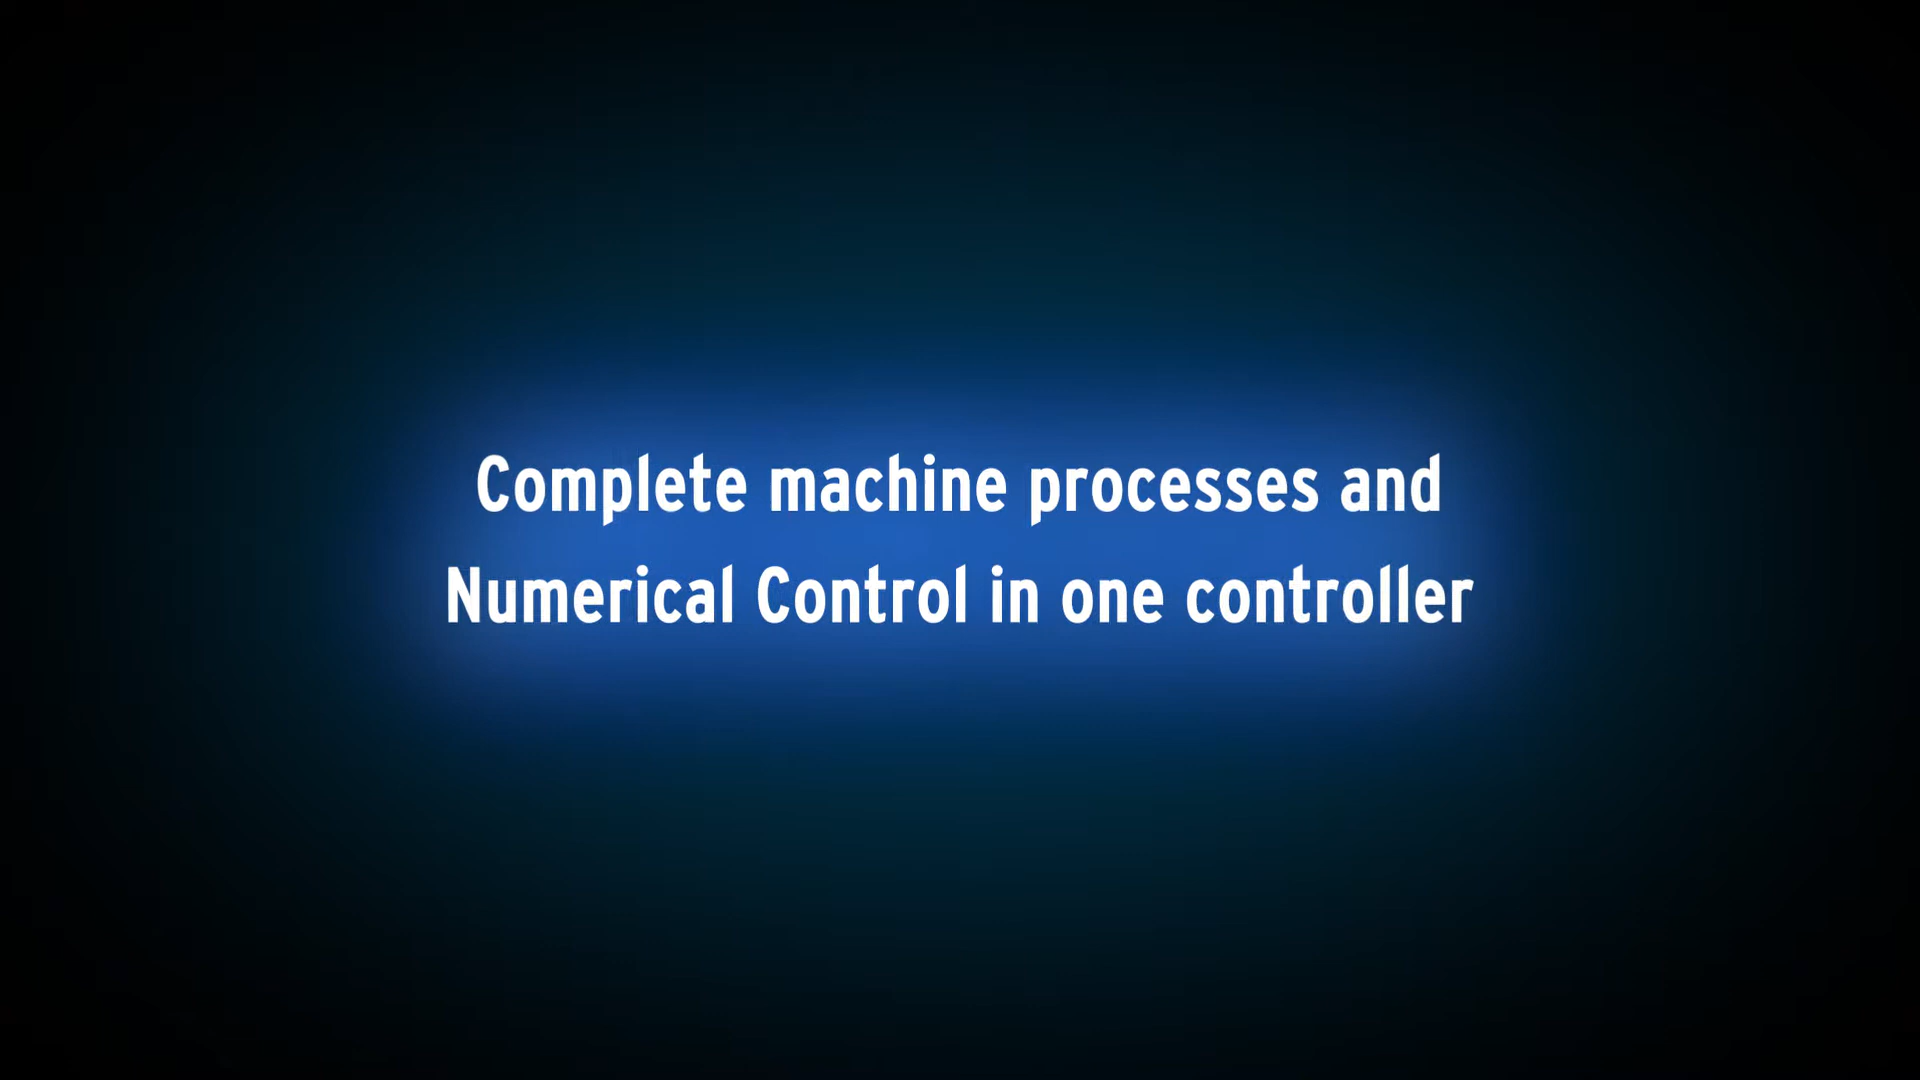 Complete machine processes and
Numerical Control in one controller